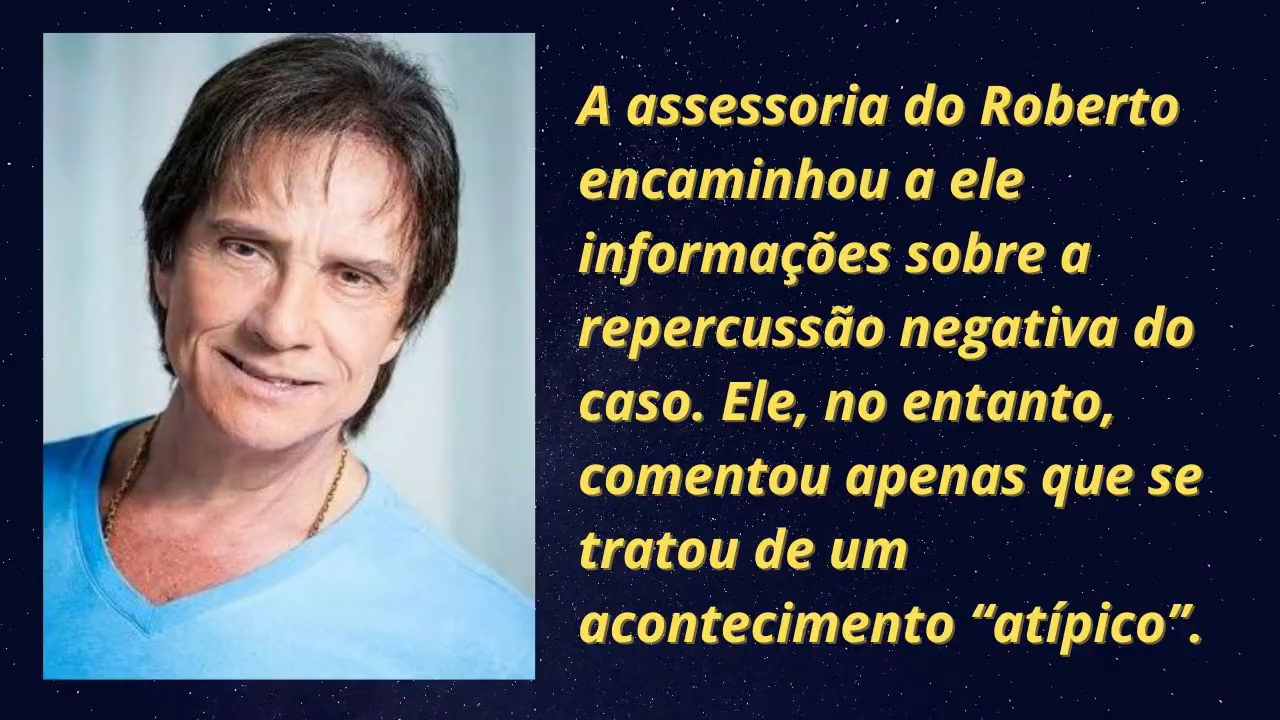 A assessoria do Roberto
encaminhou a ele
informações sobre a
repercussão negativa do
caso. Ele, no entanto,
comentou apenas que se
tratou de um
acontecimento “atípico”.